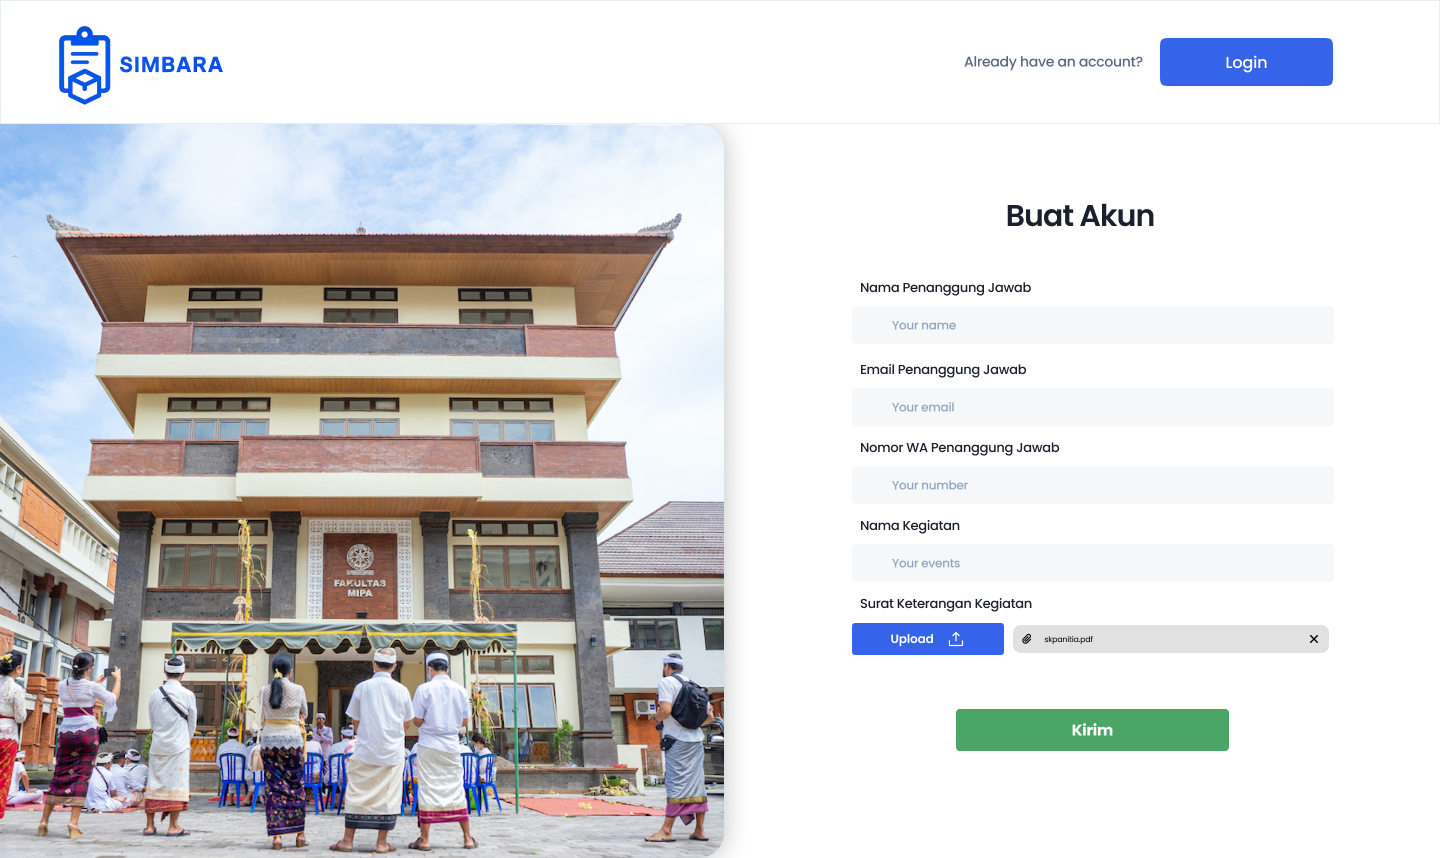 SIMBARA
Already have an account?
Login
FAKULTAS
MIPA
Buat Akun
Nama Penanggung Jawab
Your name
Email Penanggung Jawab
Your email
Nomor WA Penanggung Jawab
Your number
Nama Kegiatan
Your events
Surat Keterangan Kegiatan
Upload
skpanitia.pdf
Kirim